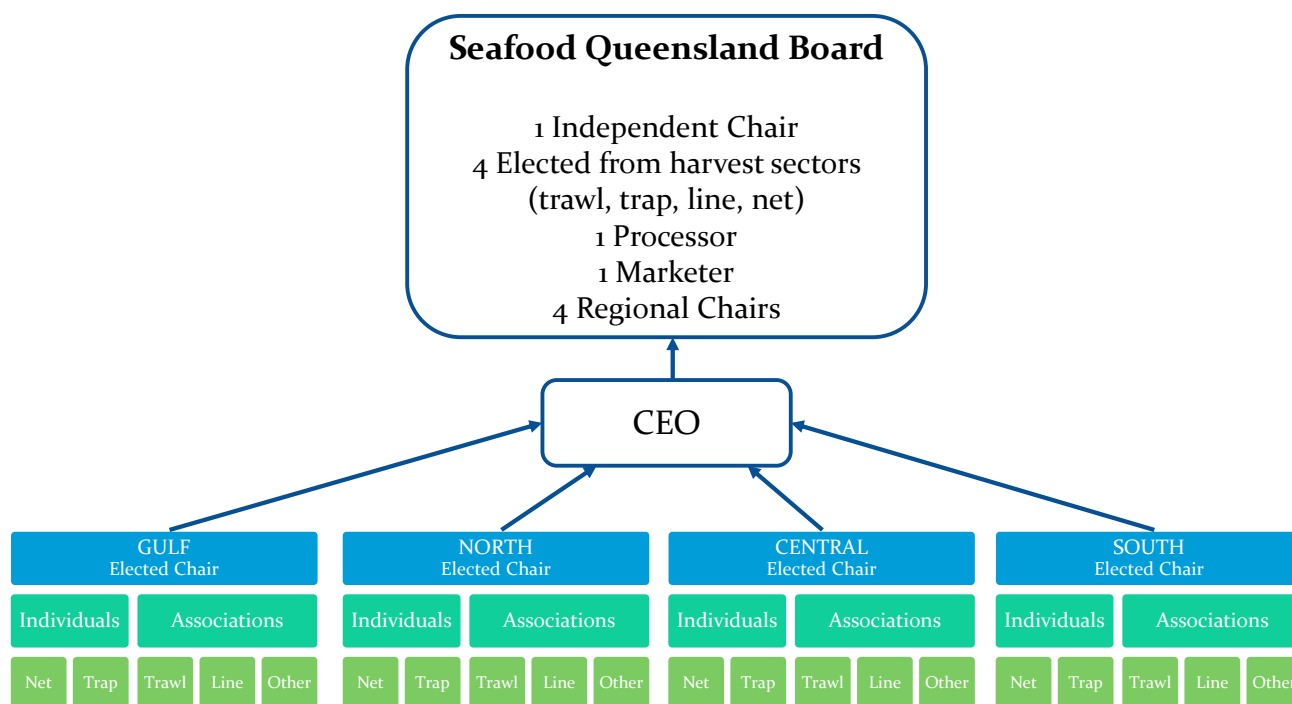 Seafood Queensland Board
1 Independent Chair
4 Elected from harvest sectors
(trawl, trap, line, net)
1 Processor
1 Marketer
4 Regional Chairs
CEO
GULF
Elected Chair
NORTH
Elected Chair
CENTRAL
Elected Chair
SOUTH
Elected Chair
Individuals
Associations
Individuals
Associations
Individuals
Associations
Individuals
Associations
Net
Trap
Trawl
Line
Other
Net
Trap
Trawl
Line
Other
Net
Trap
Trawl
Line
Other
Net
Trap
Trawl
Line
Other